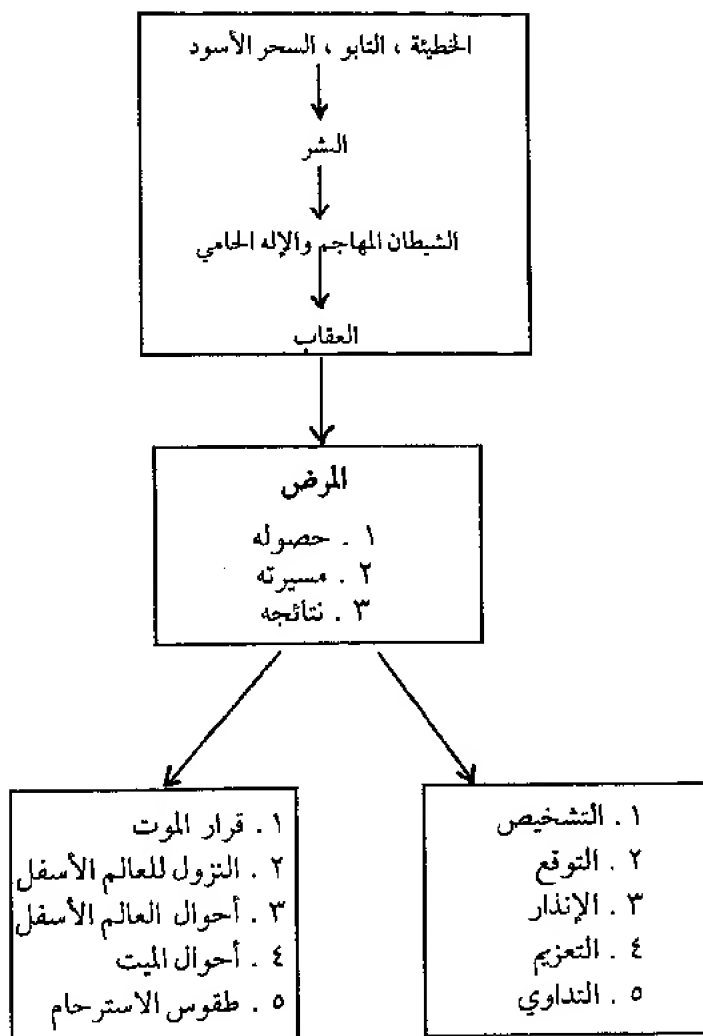 الخطيئة ، التابو ، السحر الأسود
الشر
الشيطان المهاجم والإله الحامي
العقاب
المرض
١ . حصوله
٢ . مسيرته
٣ . نتائجه
١ . التشخيص
٢ . التوقع
٣ . الإنذار
٤ . التعزيم
٥ . التداوي
١ . قرار الموت
٢ . النزول للعالم الأسفل
٣ . أحوال العالم الأسفل
٤ . أحوال الميت
٥ . طقوس الاسترحام